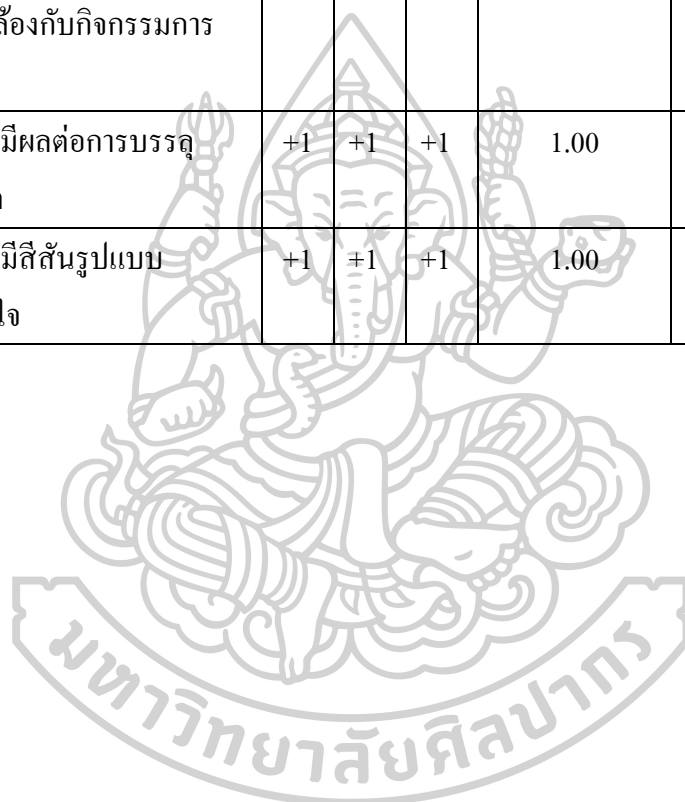 ล้องกับกิจกรรมการ
มีผลต่อการบรรลุ +1 +1 +1 1.00
มีสีสันรูปแบบ +1 +1 +1 1.00
ใจ
มหาวิทยาลัยศิลปากร